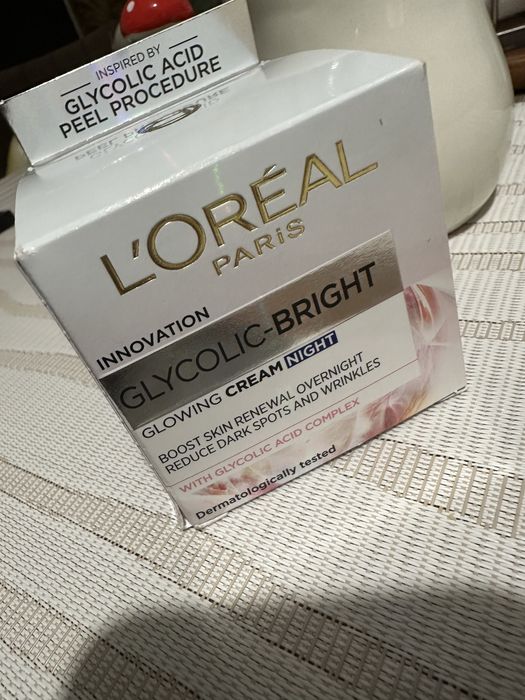 INSPIRED BY
GLYCOLIC ACID
PEEL PROCEDURE
L'ORÉAL
PARiS
INNOVATION
GLYCOLIC-BRIGHT
GLOWING CREAM NIGHT
BOOST SKIN RENEWAL OVERNIGHT
REDUCE DARK SPOTS AND WRINKLES
WITH GLYCOLIC ACID COMPLEX
Dermatologically tested